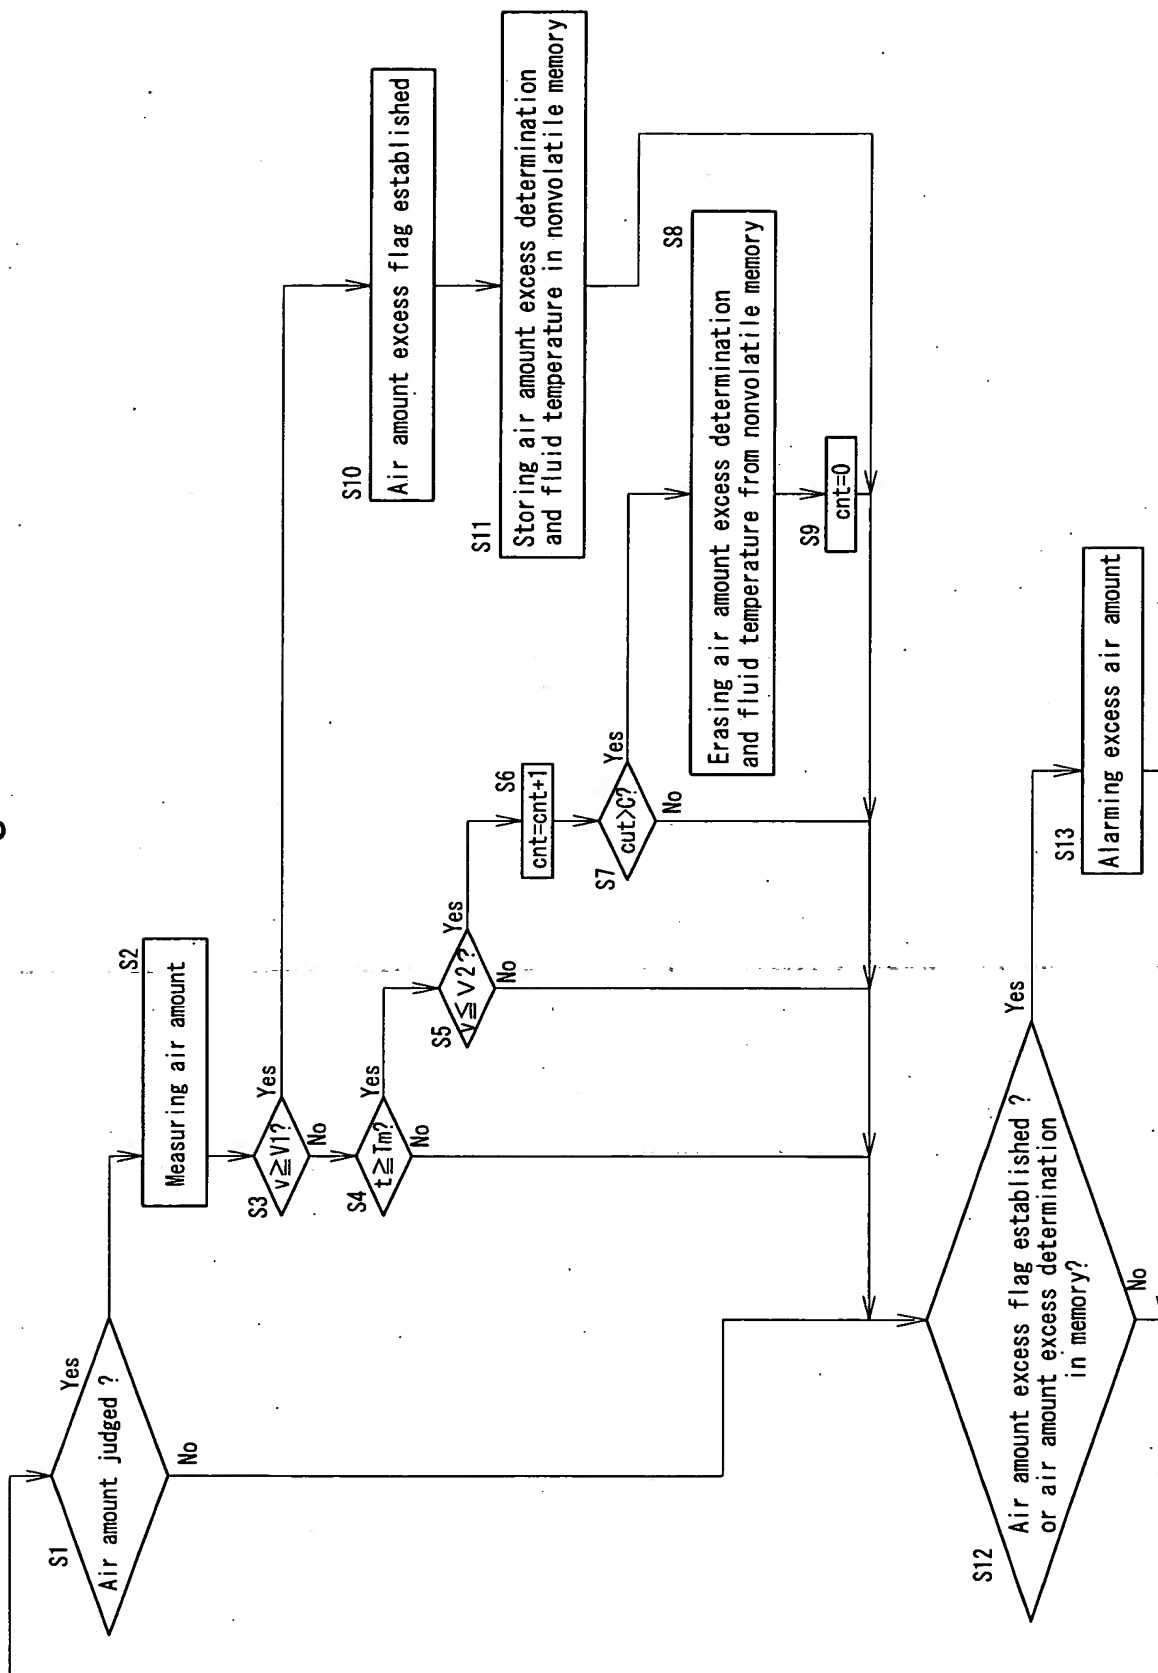 S1
Air amount judged ?
Yes
No
S2
Measuring air amount
S3
v≧V1?
Yes
No
S4
t≧Tm?
Yes
No
S5
v≦V2?
Yes
No
S6
cnt=cnt+1
S7
cut>C?
Yes
No
S8
Erasing air amount excess determination
and fluid temperature from nonvolatile memory
S9
cnt=0
S10
Air amount excess flag established
S11
Storing air amount excess determination
and fluid temperature in nonvolatile memory
S12
Air amount excess flag established ?
or air amount excess determination
in memory?
Yes
No
S13
Alarming excess air amount